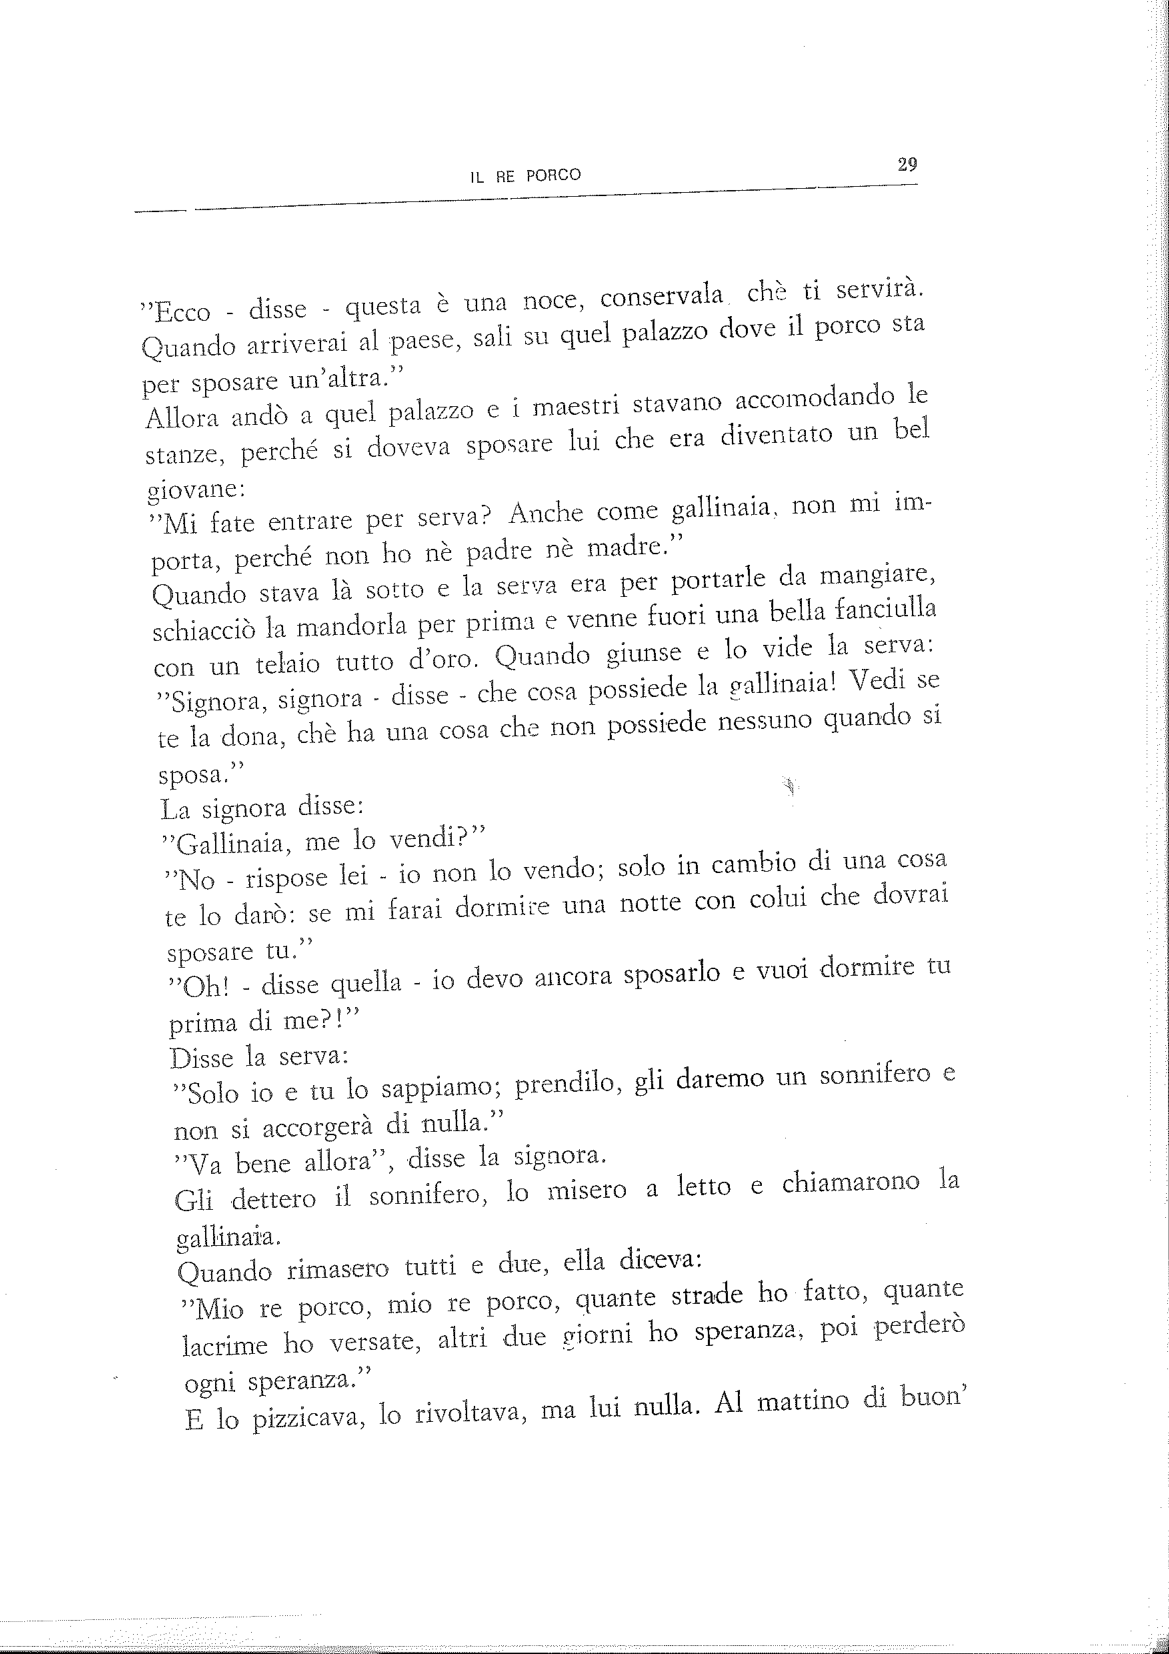 IL RE PORCO 29
”Ecco - disse - questa è una noce, conservala chè ti servirà.
Quando arriverai al paese, sali su quel palazzo dove il porco sta
per sposare un'altra.”
Allora andò a quel palazzo e i maestri stavano accomodando le
stanze, perché si doveva sposare lui che era diventato un bel
giovane:
”Mi fate entrare per serva? Anche come gallinaia, non mi im-
porta, perché non ho nè padre nè madre.”
Quando stava là sotto e la serva era per portarle da mangiare,
schiacciò la mandorla per prima e venne fuori una bella fanciulla
con un telaio tutto d'oro. Quando giunse e lo vide la serva:
”Signora, signora - disse - che cosa possiede la gallinaia! Vedi se
te la dona, chè ha una cosa che non possiede nessuno quando si
sposa.”
La signora disse:
”Gallinaia, me lo vendi?”
”No - rispose lei - io non lo vendo; solo in cambio di una cosa
te lo darò: se mi farai dormire una notte con colui che dovrai
sposare tu.”
”Oh! - disse quella - io devo ancora sposarlo e vuoi dormire tu
prima di me?!”
Disse la serva:
”Solo io e tu lo sappiamo; prendilo, gli daremo un sonnifero e
non si accorgerà di nulla.”
”Va bene allora”, disse la signora.
Gli dettero il sonnifero, lo misero a letto e chiamarono la
gallinaia.
Quando rimasero tutti e due, ella diceva:
”Mio re porco, mio re porco, quante strade ho fatto, quante
lacrime ho versate, altri due giorni ho speranza, poi perderò
ogni speranza.”
E lo pizzicava, lo rivoltava, ma lui nulla. Al mattino di buon'